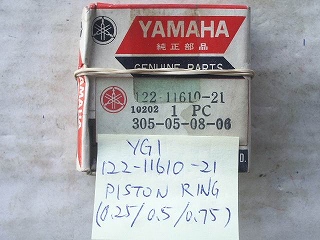 YAMAHA
純正部品
GENUINE PARTS
122-11610-21
10202 1 PC
305-05-08-06
YG1
122-11610-21
PISTON RING
(0.25/0.5/0.75)
D.